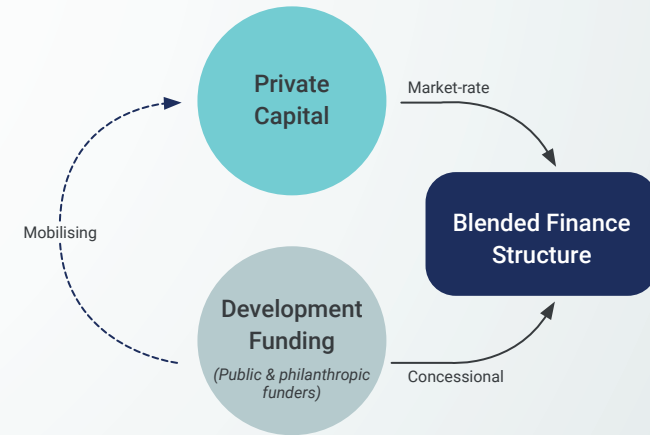 Private
Capital
Market-rate
Blended Finance
Structure
Mobilising
Development
Funding
(Public & philanthropic
funders)
Concessional